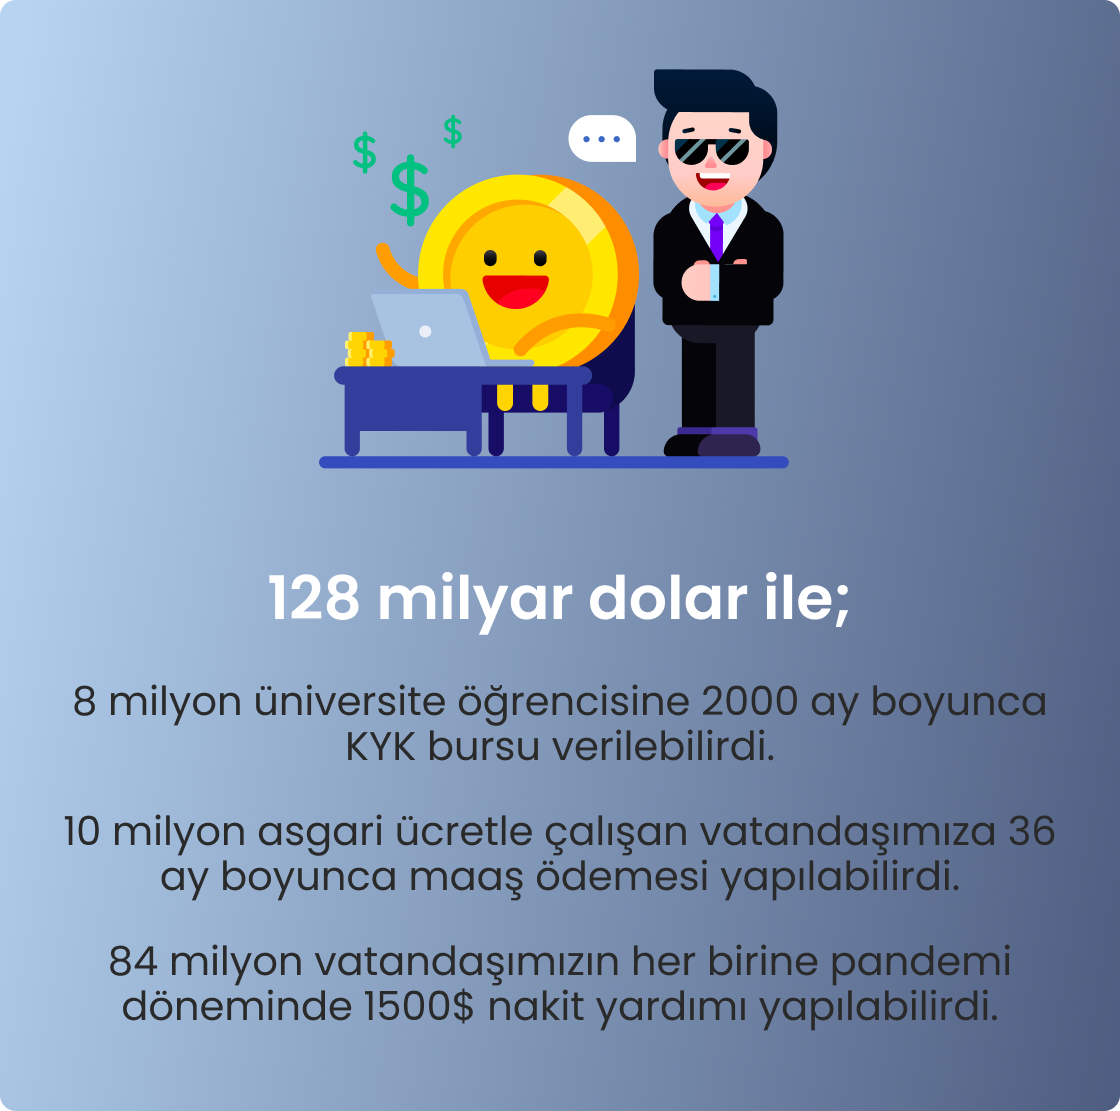 128 milyar dolar ile;
8 milyon üniversite öğrencisine 2000 ay boyunca
KYK bursu verilebilirdi.
10 milyon asgari ücretle çalışan vatandaşımıza 36
ay boyunca maaş ödemesi yapılabilirdi.
84 milyon vatandaşımızın her birine pandemi
döneminde 1500$ nakit yardımı yapılabilirdi.